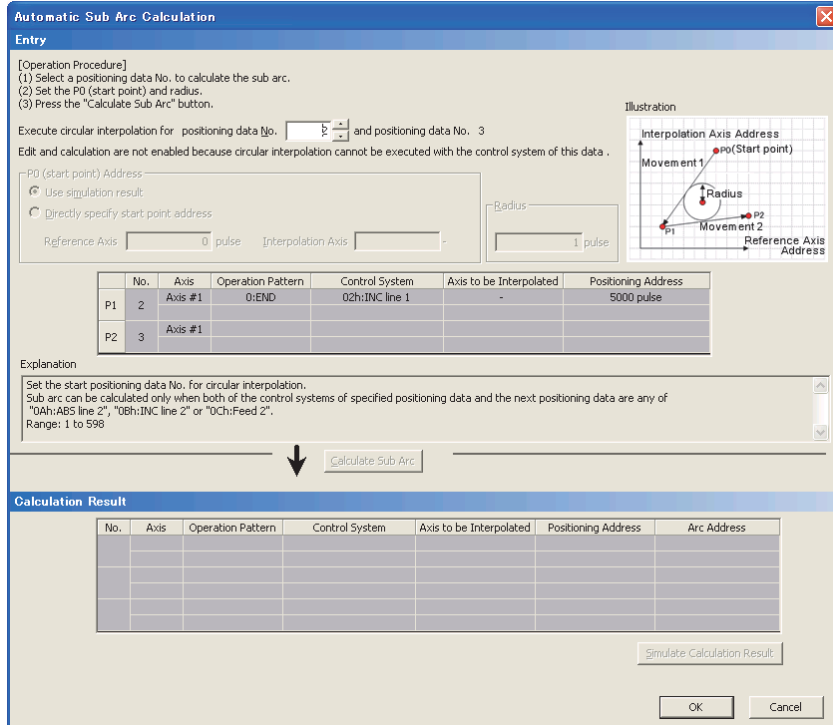 Automatic Sub Arc Calculation
Entry
[Operation Procedure]
(1) Select a positioning data No. to calculate the sub arc.
(2) Set the P0 (start point) and radius.
(3) Press the "Calculate Sub Arc" button.
Execute circular interpolation for positioning data No. 2 and positioning data No. 3
Edit and calculation are not enabled because circular interpolation cannot be executed with the control system of this data .
P0 (start point) Address
Use simulation result
Directly specify start point address
Reference Axis 0 pulse Interpolation Axis -
Radius
1 pulse
Illustration
Interpolation Axis Address
P0(Start point)
Movement 1
Radius
P2
P1 Movement 2
Reference Axis
Address
No. Axis Operation Pattern Control System Axis to be Interpolated Positioning Address
P1 2 Axis #1 0:END 02h:INC line 1 - 5000 pulse
P2 3 Axis #1
Explanation
Set the start positioning data No. for circular interpolation.
Sub arc can be calculated only when both of the control systems of specified positioning data and the next positioning data are any of
"0Ah:ABS line 2", "0Bh:INC line 2" or "0Ch:Feed 2".
Range: 1 to 598
Calculate Sub Arc
Calculation Result
No. Axis Operation Pattern Control System Axis to be Interpolated Positioning Address Arc Address
Simulate Calculation Result
OK Cancel